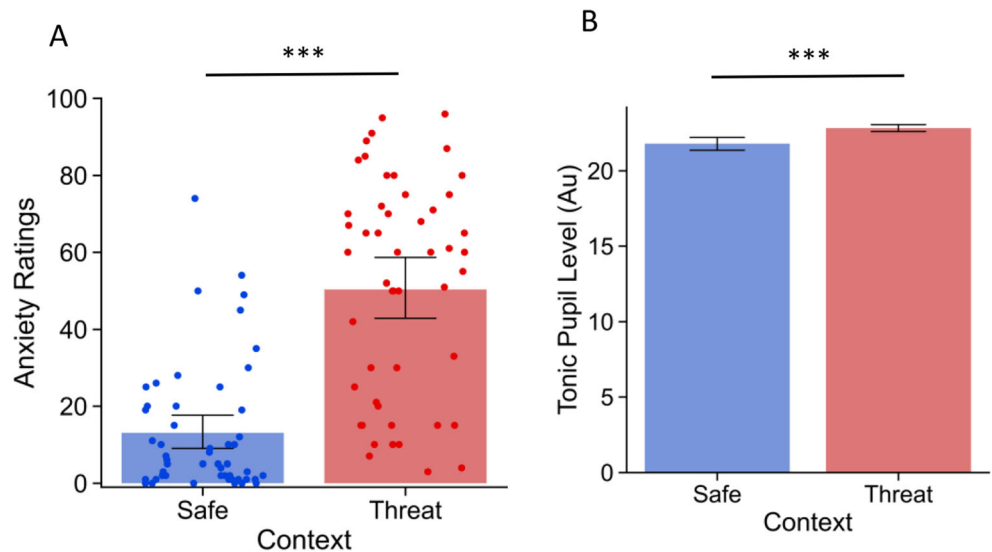 A
***
Anxiety Ratings
100
80
60
40
20
0
Safe
Threat
Context
B
***
Tonic Pupil Level (Au)
20
15
10
5
0
Safe
Threat
Context